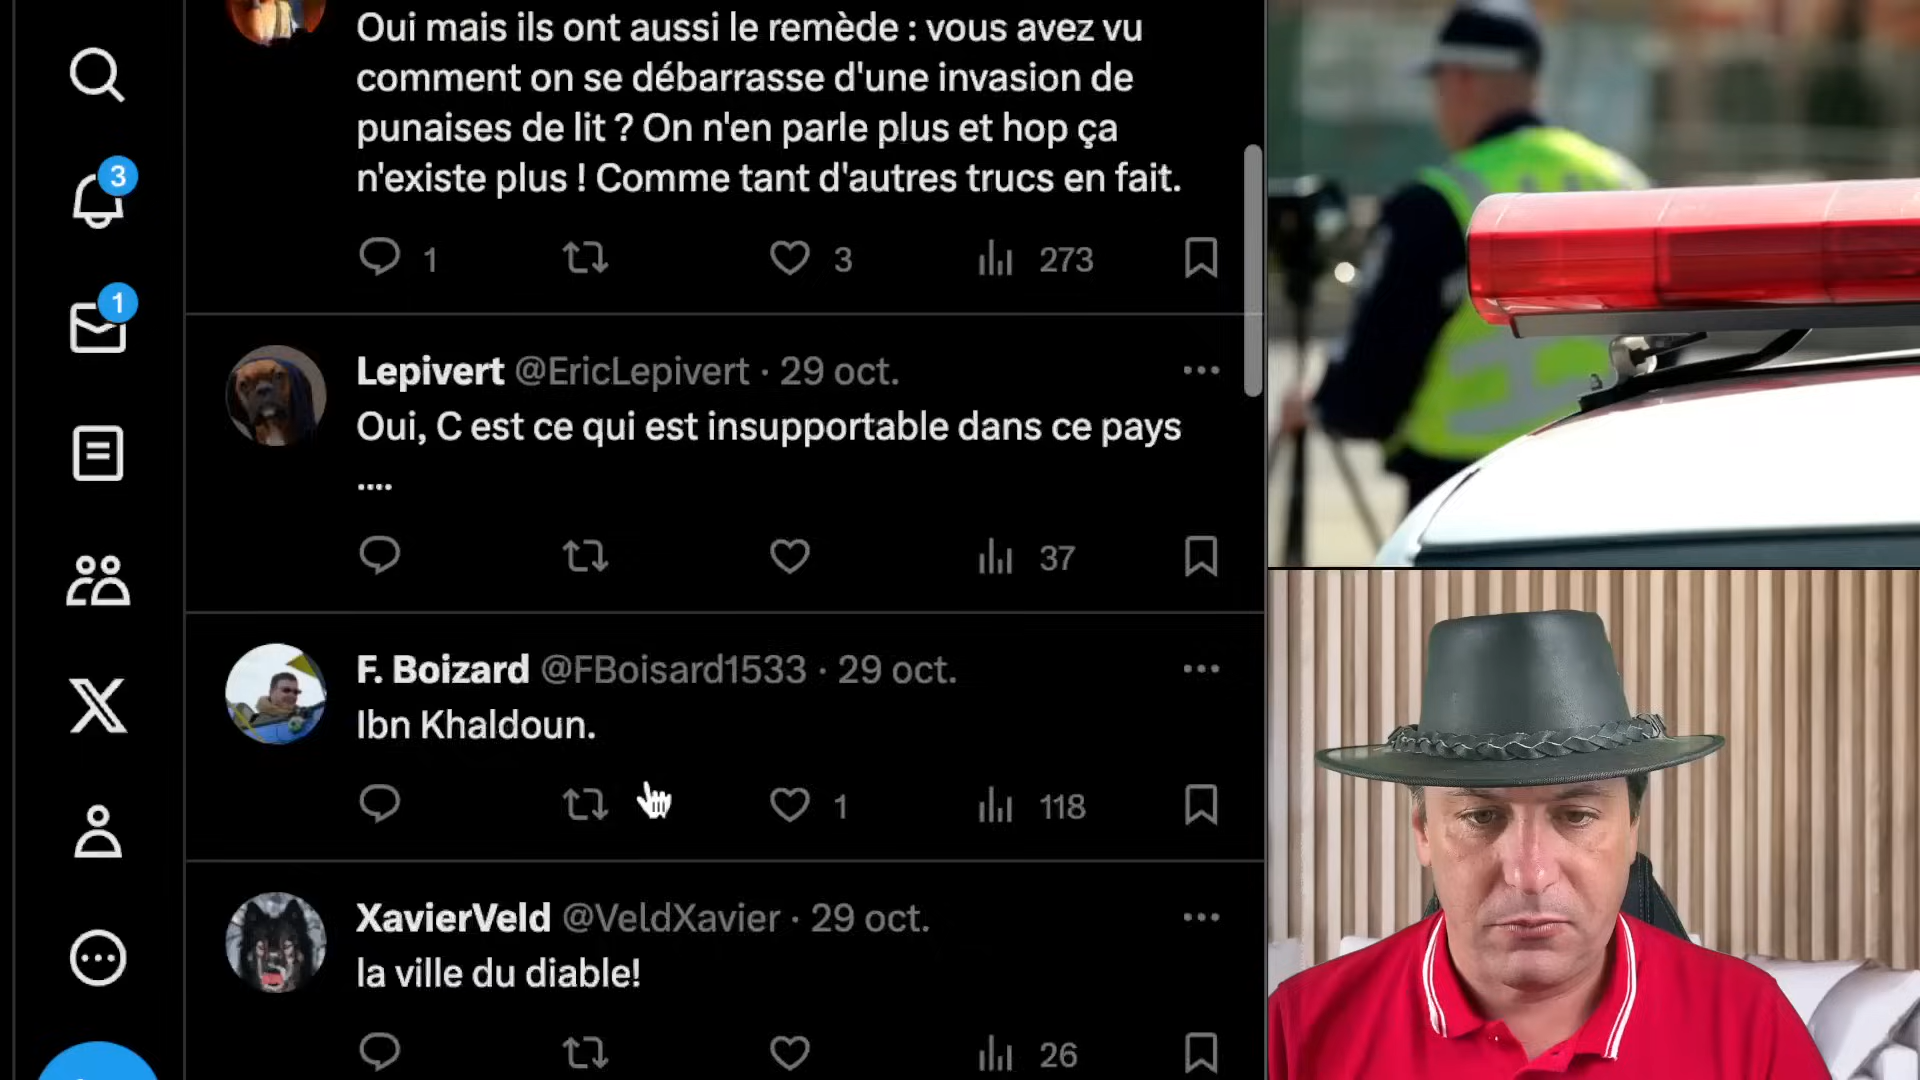 Oui mais ils ont aussi le remède : vous avez vu
comment on se débarrasse d'une invasion de
punaises de lit ? On n'en parle plus et hop ça
n'existe plus ! Comme tant d'autres trucs en fait.
1 3 273
3
1
Lepivert @EricLepivert · 29 oct.
Oui, C est ce qui est insupportable dans ce pays
....
37
F. Boizard @FBoisard1533 · 29 oct.
Ibn Khaldoun.
1 118
XavierVeld @VeldXavier · 29 oct.
la ville du diable!
26